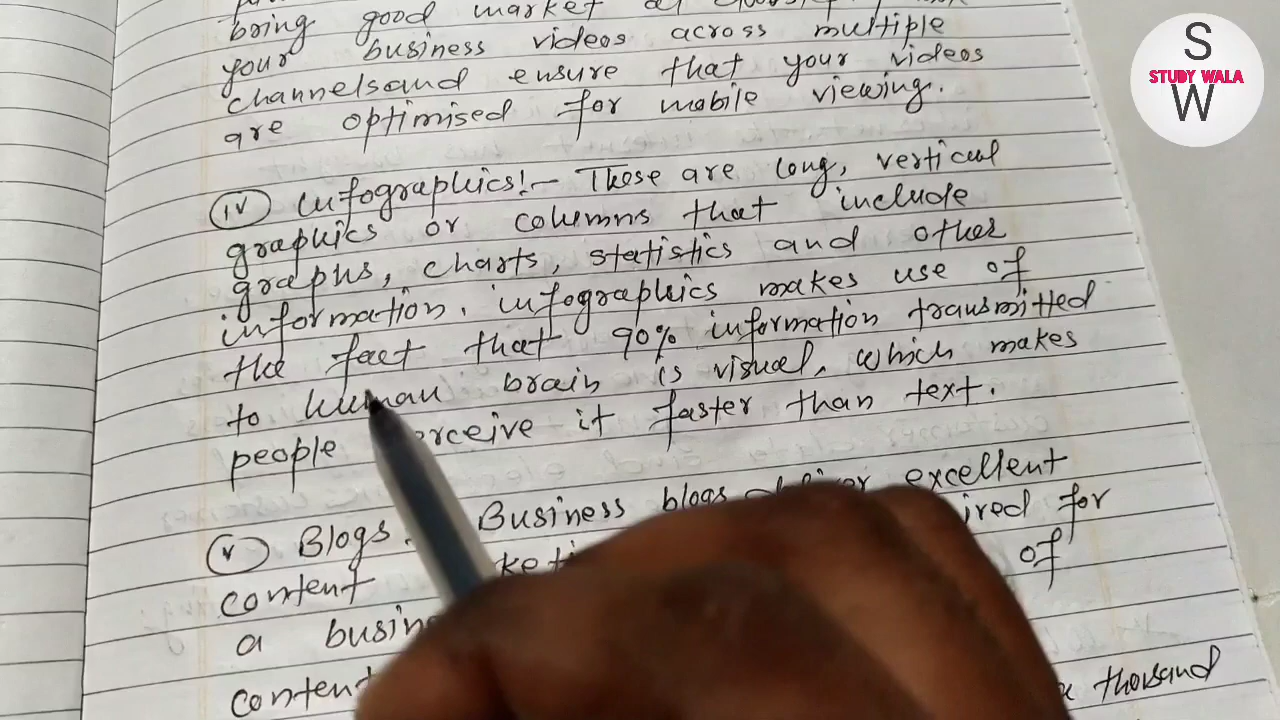 bring good market
your business videos across multiple
channelsand ensure that your videos
are optimised for mobile viewing.
(iv) Infographics!- These are long, vertical
graphics or columns that include
graphs, charts, statistics and other
information. infographics makes use of
the fact that 90% information transmitted
to human brain is visual, which makes
people perceive it faster than text.
(v) Blogs. Business blogs deliver excellent
content for
a of
content a thousand
S
STUDY WALA
W